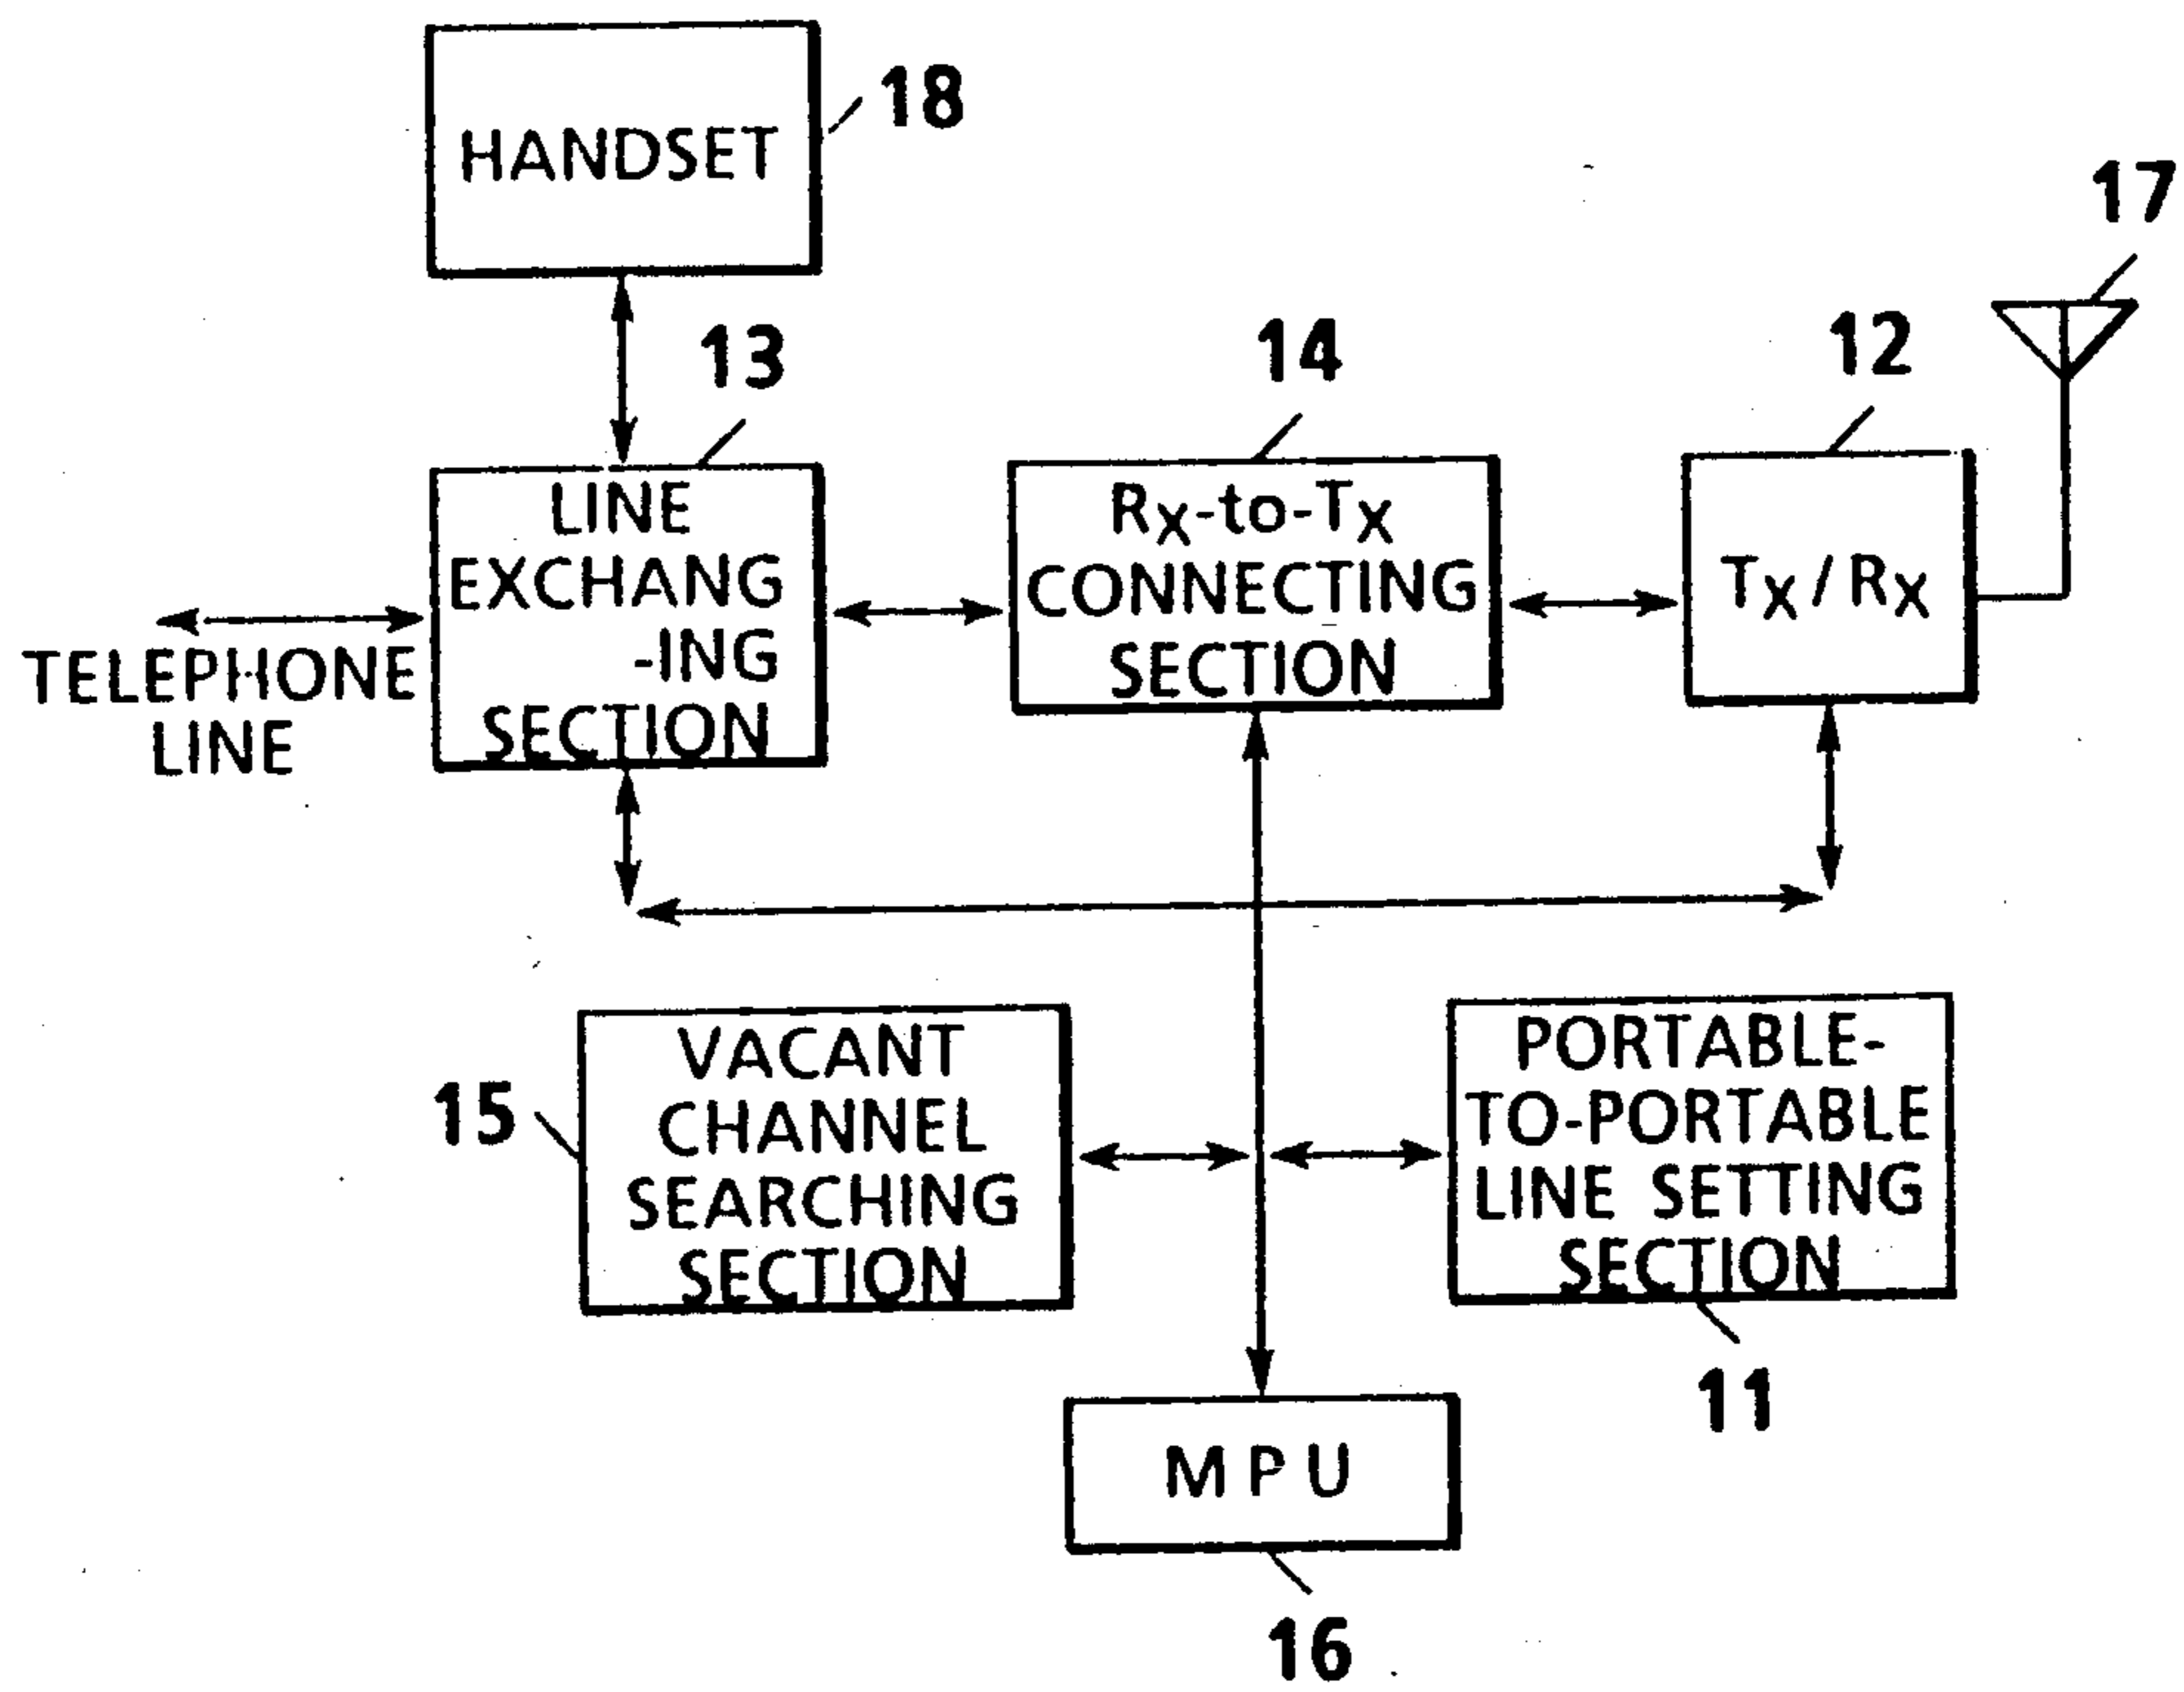 HANDSET
18
17
13
14
12
LINE
EXCHANG
-ING
SECTION
Rx-to-Tx
CONNECTING
SECTION
Tx/Rx
TELEPHONE
LINE
15
VACANT
CHANNEL
SEARCHING
SECTION
PORTABLE-
TO-PORTABLE
LINE SETTING
SECTION
11
MPU
16